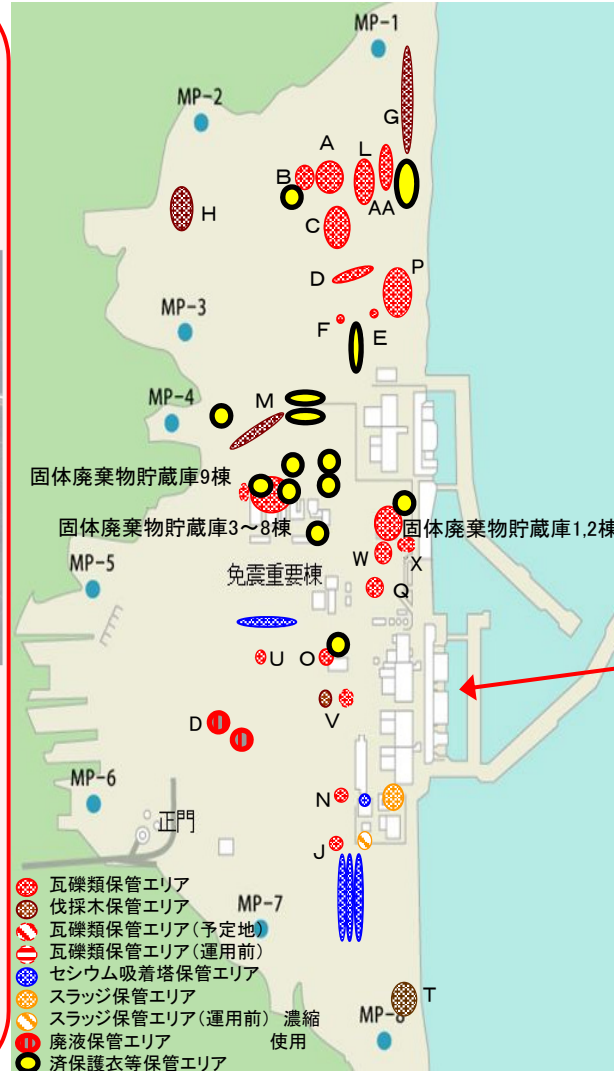 MP-1
MP-2
G
A
L
B
AA
H
C
D
P
MP-3
F
E
MP-4
M
固体廃棄物貯蔵庫9棟
固体廃棄物貯蔵庫3～8棟
固体廃棄物貯蔵庫1,2棟
W
X
MP-5
免震重要棟
Q
U
O
V
D
MP-6
N
正門
J
瓦礫類保管エリア
伐採木保管エリア
MP-7
瓦礫類保管エリア(予定地)
瓦礫類保管エリア(運用前)
セシウム吸着塔保管エリア
スラッジ保管エリア
T
スラッジ保管エリア(運用前) 濃縮
MP-8
廃液保管エリア 使用
済保護衣等保管エリア